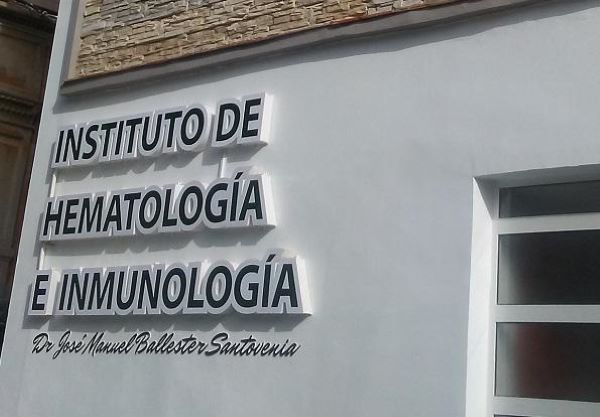 INSTITUTO DE
HEMATOLOGÍA
E INMUNOLOGÍA
Dr José Manuel Ballester Santovenia